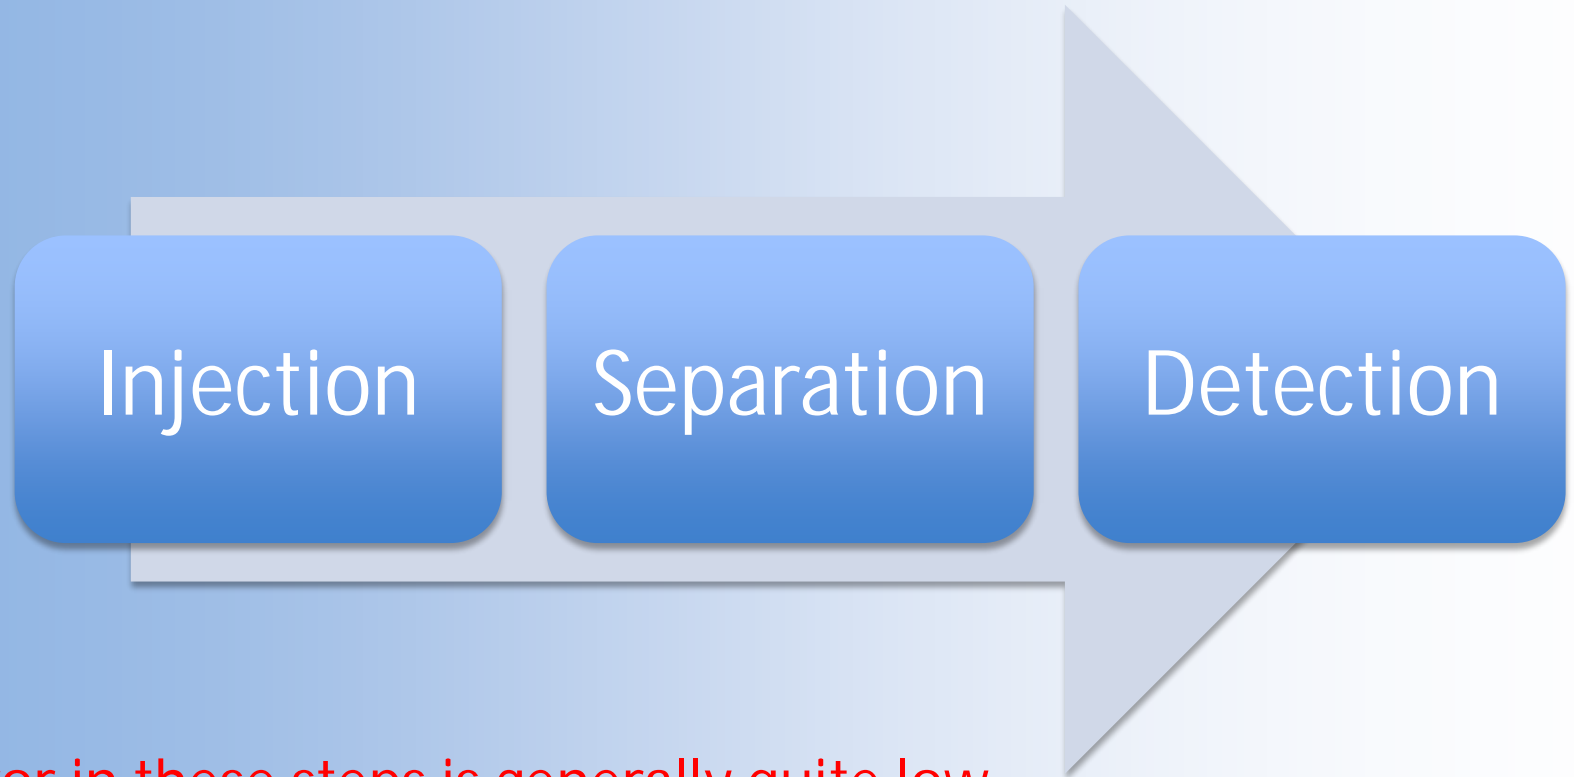 Injection
Separation
Detection
in these steps is generally quite low